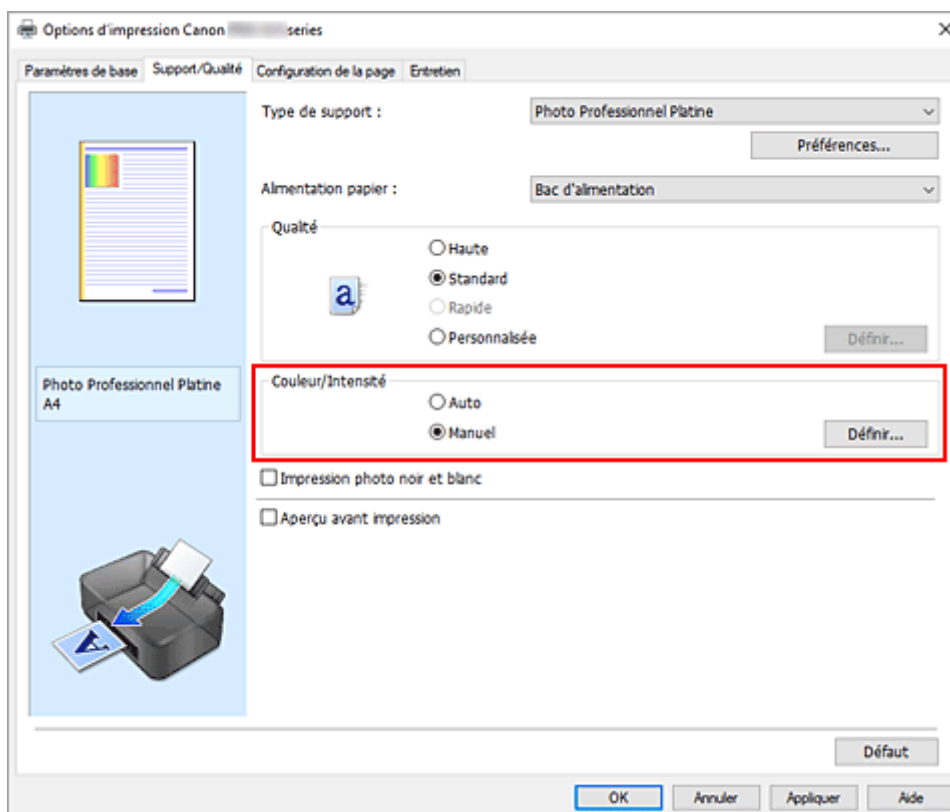 Options d'impression Canon series
Paramètres de base Support/Qualité Configuration de la page Entretien
Type de support : Photo Professionnel Platine
Préférences...
Alimentation papier : Bac d'alimentation
Qualité
Haute
a Standard
Rapide
Personnalisée Définir...
Photo Professionnel Platine
A4
Couleur/Intensité
Auto
Manuel Définir...
Impression photo noir et blanc
Aperçu avant impression
A
Défaut
OK Annuler Appliquer Aide